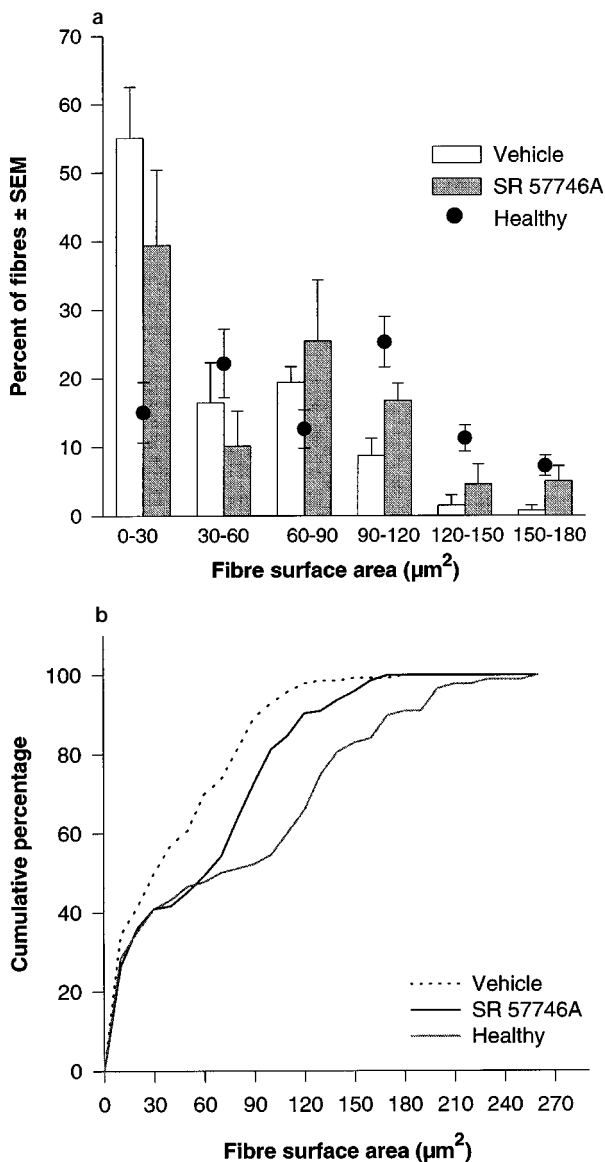 a
70
60
50
40
30
20
10
0
Percent of fibres ± SEM
Vehicle
SR 57746A
Healthy
0-30 30-60 60-90 90-120 120-150 150-180
Fibre surface area (µm²)
b
100
80
60
40
20
0
Cumulative percentage
Vehicle
SR 57746A
Healthy
0 30 60 90 120 150 180 210 240 270
Fibre surface area (µm²)